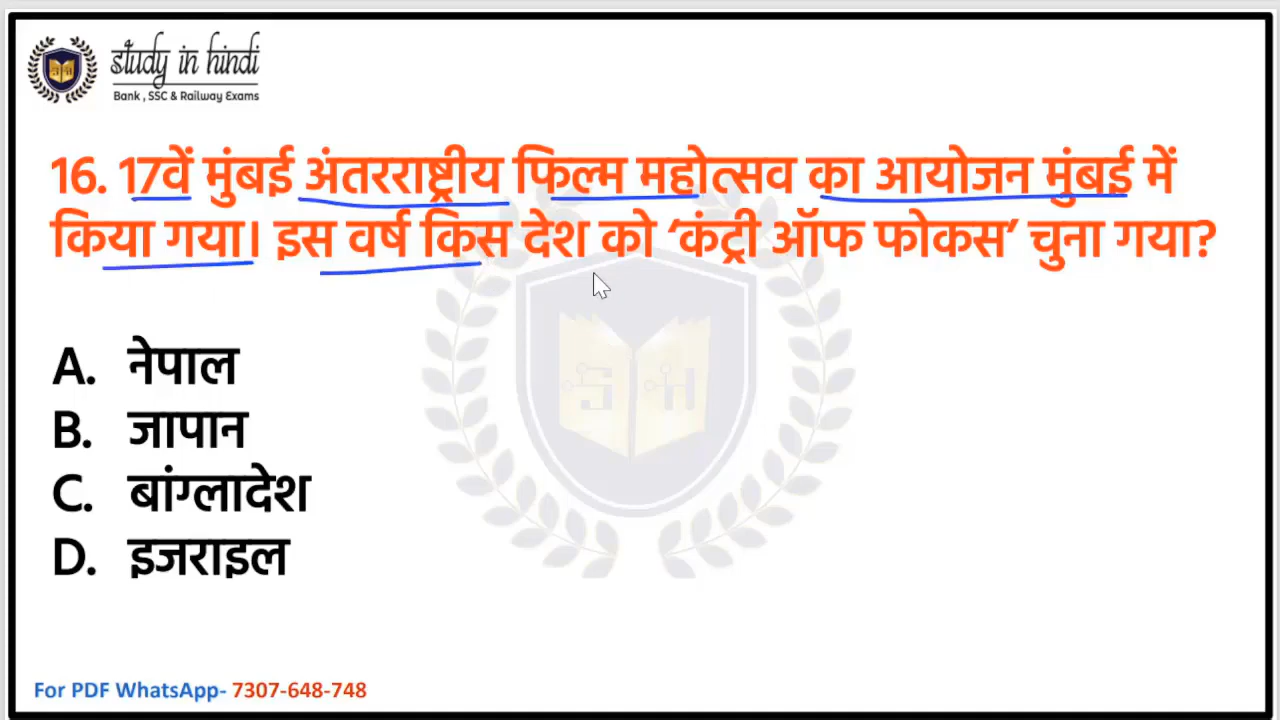 study in hindi
Bank , SSC & Railway Exams
16. 17वें मुंबई अंतरराष्ट्रीय फिल्म महोत्सव का आयोजन मुंबई में
किया गया। इस वर्ष किस देश को ‘कंट्री ऑफ फोकस’ चुना गया?
A. नेपाल
B. जापान
C. बांग्लादेश
D. इजराइल
S H
For PDF WhatsApp- 7307-648-748